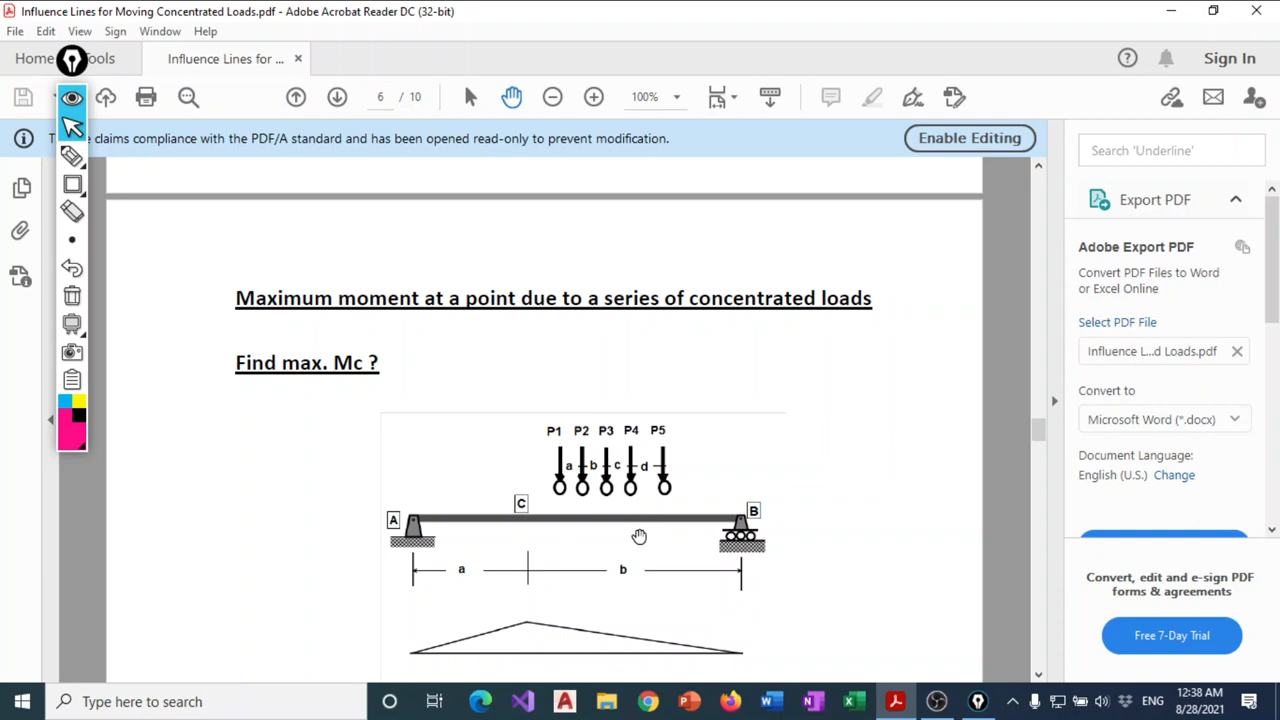 Influence Lines for Moving Concentrated Loads.pdf - Adobe Acrobat Reader DC (32-bit)
File Edit View Sign Window Help
Home Tools Influence Lines for ... × Sign In
6 / 10 100%
claims compliance with the PDF/A standard and has been opened read-only to prevent modification. Enable Editing
Search 'Underline'
Export PDF
Adobe Export PDF
Convert PDF Files to Word
or Excel Online
Select PDF File
Influence L...d Loads.pdf ×
Convert to
Microsoft Word (*.docx)
Document Language:
English (U.S.) Change
Convert, edit and e-sign PDF
forms & agreements
Free 7-Day Trial
Maximum moment at a point due to a series of concentrated loads
Find max. Mc ?
P1 P2 P3 P4 P5
a b c d
C
A B
a b
Type here to search
ENG 12:38 AM
8/28/2021